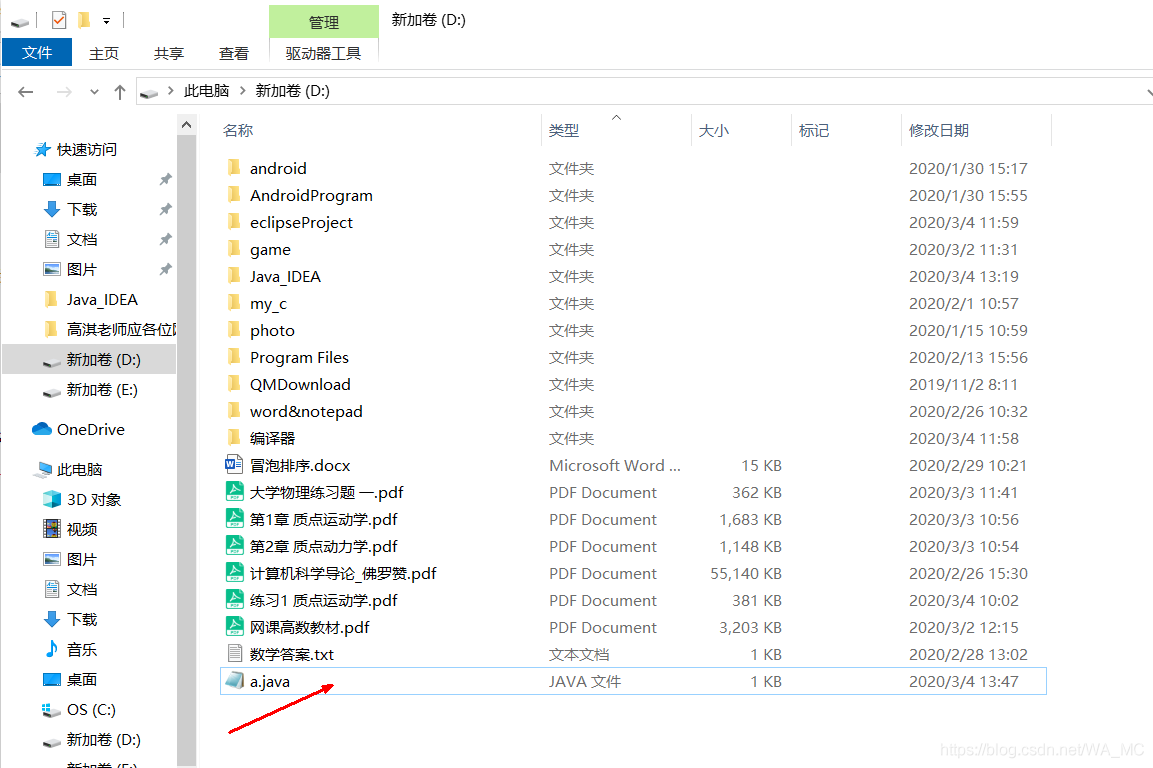 管理 新加卷 (D:)
文件 主页 共享 查看 驱动器工具
此电脑 新加卷 (D:)
名称 类型 大小 标记 修改日期
快速访问
桌面
下载
文档
图片
Java_IDEA
高淇老师应各位
新加卷 (D:)
新加卷 (E:)
OneDrive
此电脑
3D 对象
视频
图片
文档
下载
音乐
桌面
OS (C:)
新加卷 (D:)
android 文件夹 2020/1/30 15:17
AndroidProgram 文件夹 2020/1/30 15:55
eclipseProject 文件夹 2020/3/4 11:59
game 文件夹 2020/3/2 11:31
Java_IDEA 文件夹 2020/3/4 13:19
my_c 文件夹 2020/2/1 10:57
photo 文件夹 2020/1/15 10:59
Program Files 文件夹 2020/2/13 15:56
QMDownload 文件夹 2019/11/2 8:11
word&notepad 文件夹 2020/2/26 10:32
编译器 文件夹 2020/3/4 11:58
冒泡排序.docx Microsoft Word ... 15 KB 2020/2/29 10:21
大学物理练习题 一.pdf PDF Document 362 KB 2020/3/3 11:41
第1章 质点运动学.pdf PDF Document 1,683 KB 2020/3/3 10:56
第2章 质点动力学.pdf PDF Document 1,148 KB 2020/3/3 10:54
计算机科学导论_佛罗赞.pdf PDF Document 55,140 KB 2020/2/26 15:30
练习1 质点运动学.pdf PDF Document 381 KB 2020/3/4 10:02
网课高数教材.pdf PDF Document 3,203 KB 2020/3/2 12:15
数学答案.txt 文本文档 1 KB 2020/2/28 13:02
a.java JAVA 文件 1 KB 2020/3/4 13:47
https://blog.csdn.net/WA_MC